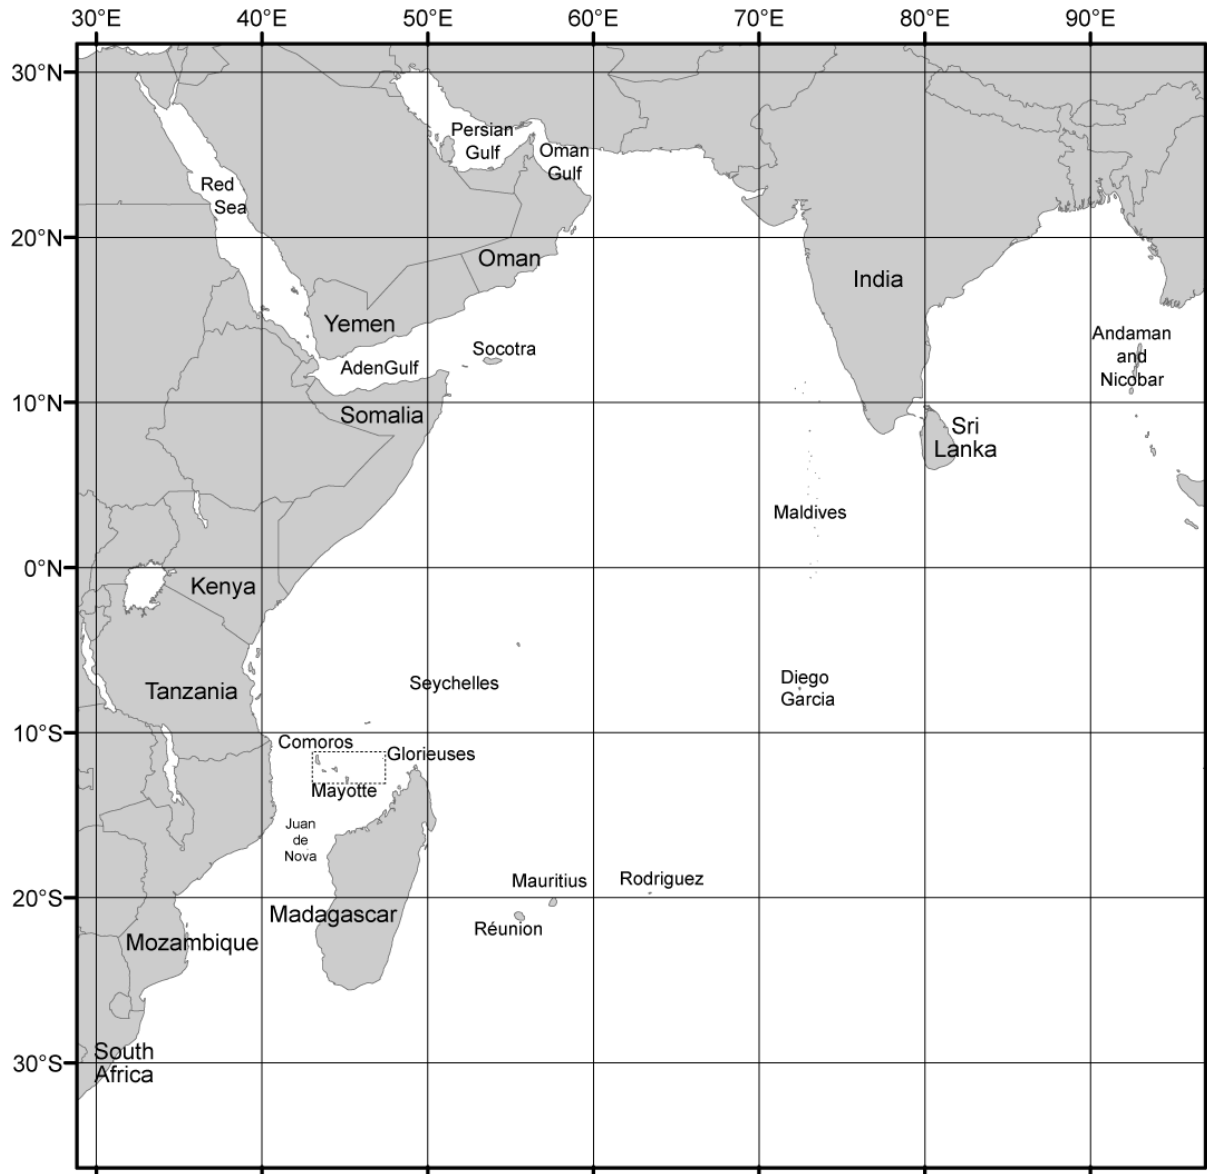 30°E 40°E 50°E 60°E 70°E 80°E 90°E
30°N
Persian
Gulf
Oman
Gulf
Red
Sea
20°N
Oman
India
Yemen
Socotra
AdenGulf
Andaman
and
Nicobar
10°N
Somalia
Sri
Lanka
Maldives
0°N
Kenya
Tanzania
Seychelles
Diego
Garcia
10°S
Comoros
Glorieuses
Mayotte
Juan
de
Nova
Mauritius
Rodriguez
20°S
Madagascar
Réunion
Mozambique
30°S
South
Africa